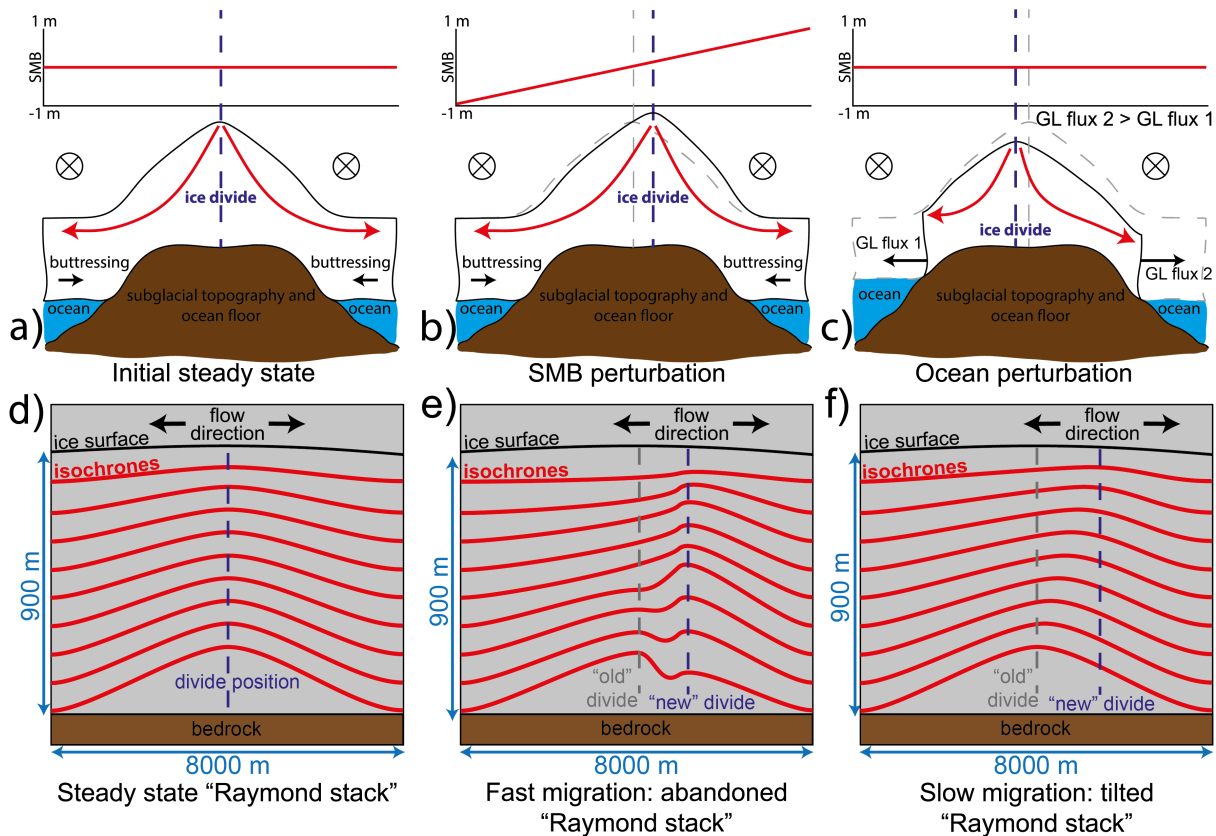 1 m
SMB
-1 m
ice divide
buttressing
buttressing
ocean
subglacial topography and
ocean floor
ocean
a)
Initial steady state
1 m
SMB
-1 m
ice divide
buttressing
buttressing
ocean
subglacial topography and
ocean floor
ocean
b)
SMB perturbation
1 m
SMB
-1 m
GL flux 2 > GL flux 1
ice divide
GL flux 1
GL flux 2
ocean
subglacial topography and
ocean floor
ocean
c)
Ocean perturbation
d)
flow
direction
ice surface
isochrones
900 m
divide position
bedrock
8000 m
Steady state “Raymond stack”
e)
flow
direction
ice surface
isochrones
900 m
“old”
divide
“new” divide
bedrock
8000 m
Fast migration: abandoned
“Raymond stack”
f)
flow
direction
ice surface
isochrones
900 m
“old”
divide
“new” divide
bedrock
8000 m
Slow migration: tilted
“Raymond stack”